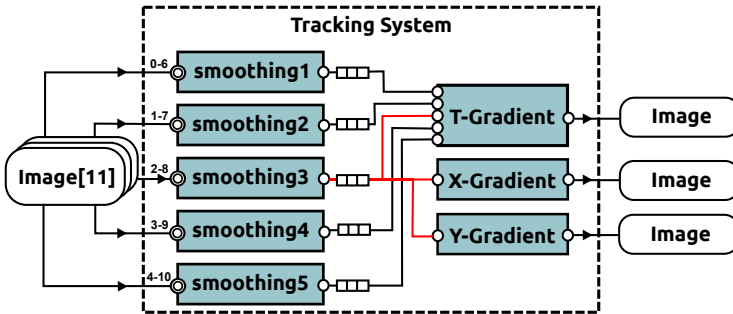 Tracking System
0-6
smoothing1
1-7
smoothing2
T-Gradient
Image
2-8
Image[11]
smoothing3
X-Gradient
Image
3-9
smoothing4
Y-Gradient
Image
4-10
smoothing5